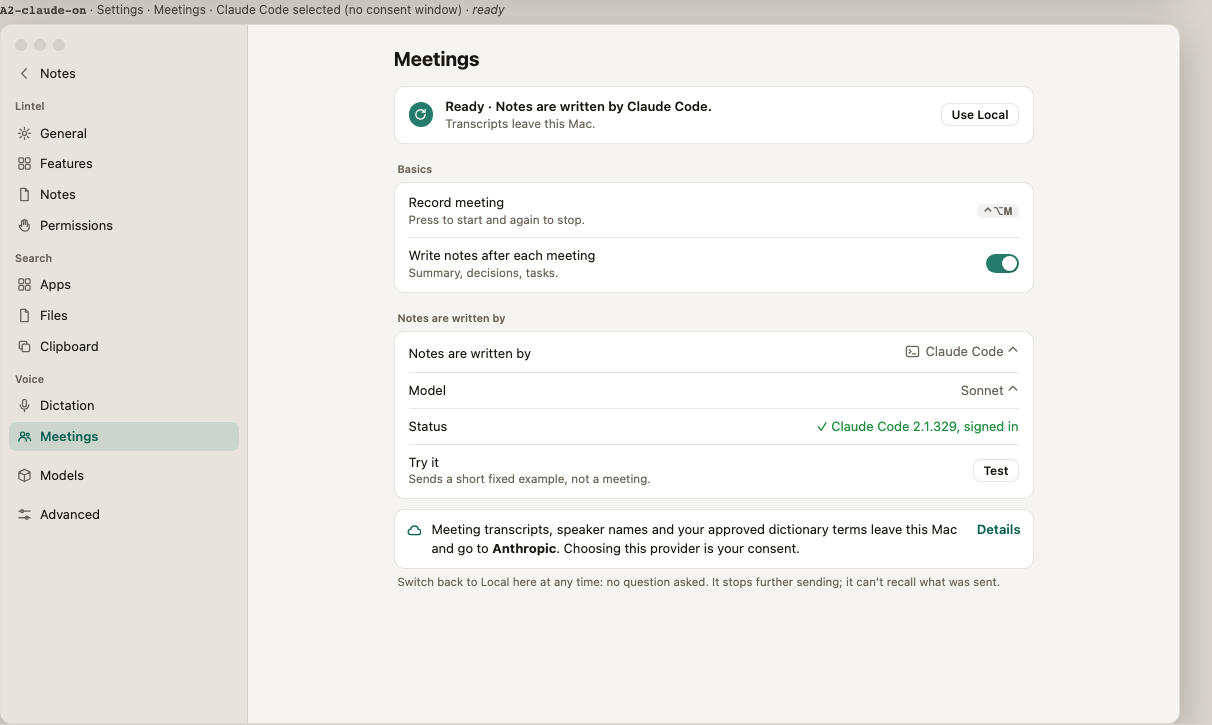 A2-claude-on · Settings · Meetings · Claude Code selected (no consent window) · ready
Notes
Lintel
General
Features
Notes
Permissions
Search
Apps
Files
Clipboard
Voice
Dictation
Meetings
Models
Advanced
Meetings
Ready · Notes are written by Claude Code.
Transcripts leave this Mac.
Use Local
Basics
Record meeting
Press to start and again to stop.
⌃⌥M
Write notes after each meeting
Summary, decisions, tasks.
Notes are written by
Notes are written by
Claude Code
Model
Sonnet
Status
✓ Claude Code 2.1.329, signed in
Try it
Sends a short fixed example, not a meeting.
Test
Meeting transcripts, speaker names and your approved dictionary terms leave this Mac
and go to Anthropic. Choosing this provider is your consent.
Details
Switch back to Local here at any time: no question asked. It stops further sending; it can’t recall what was sent.